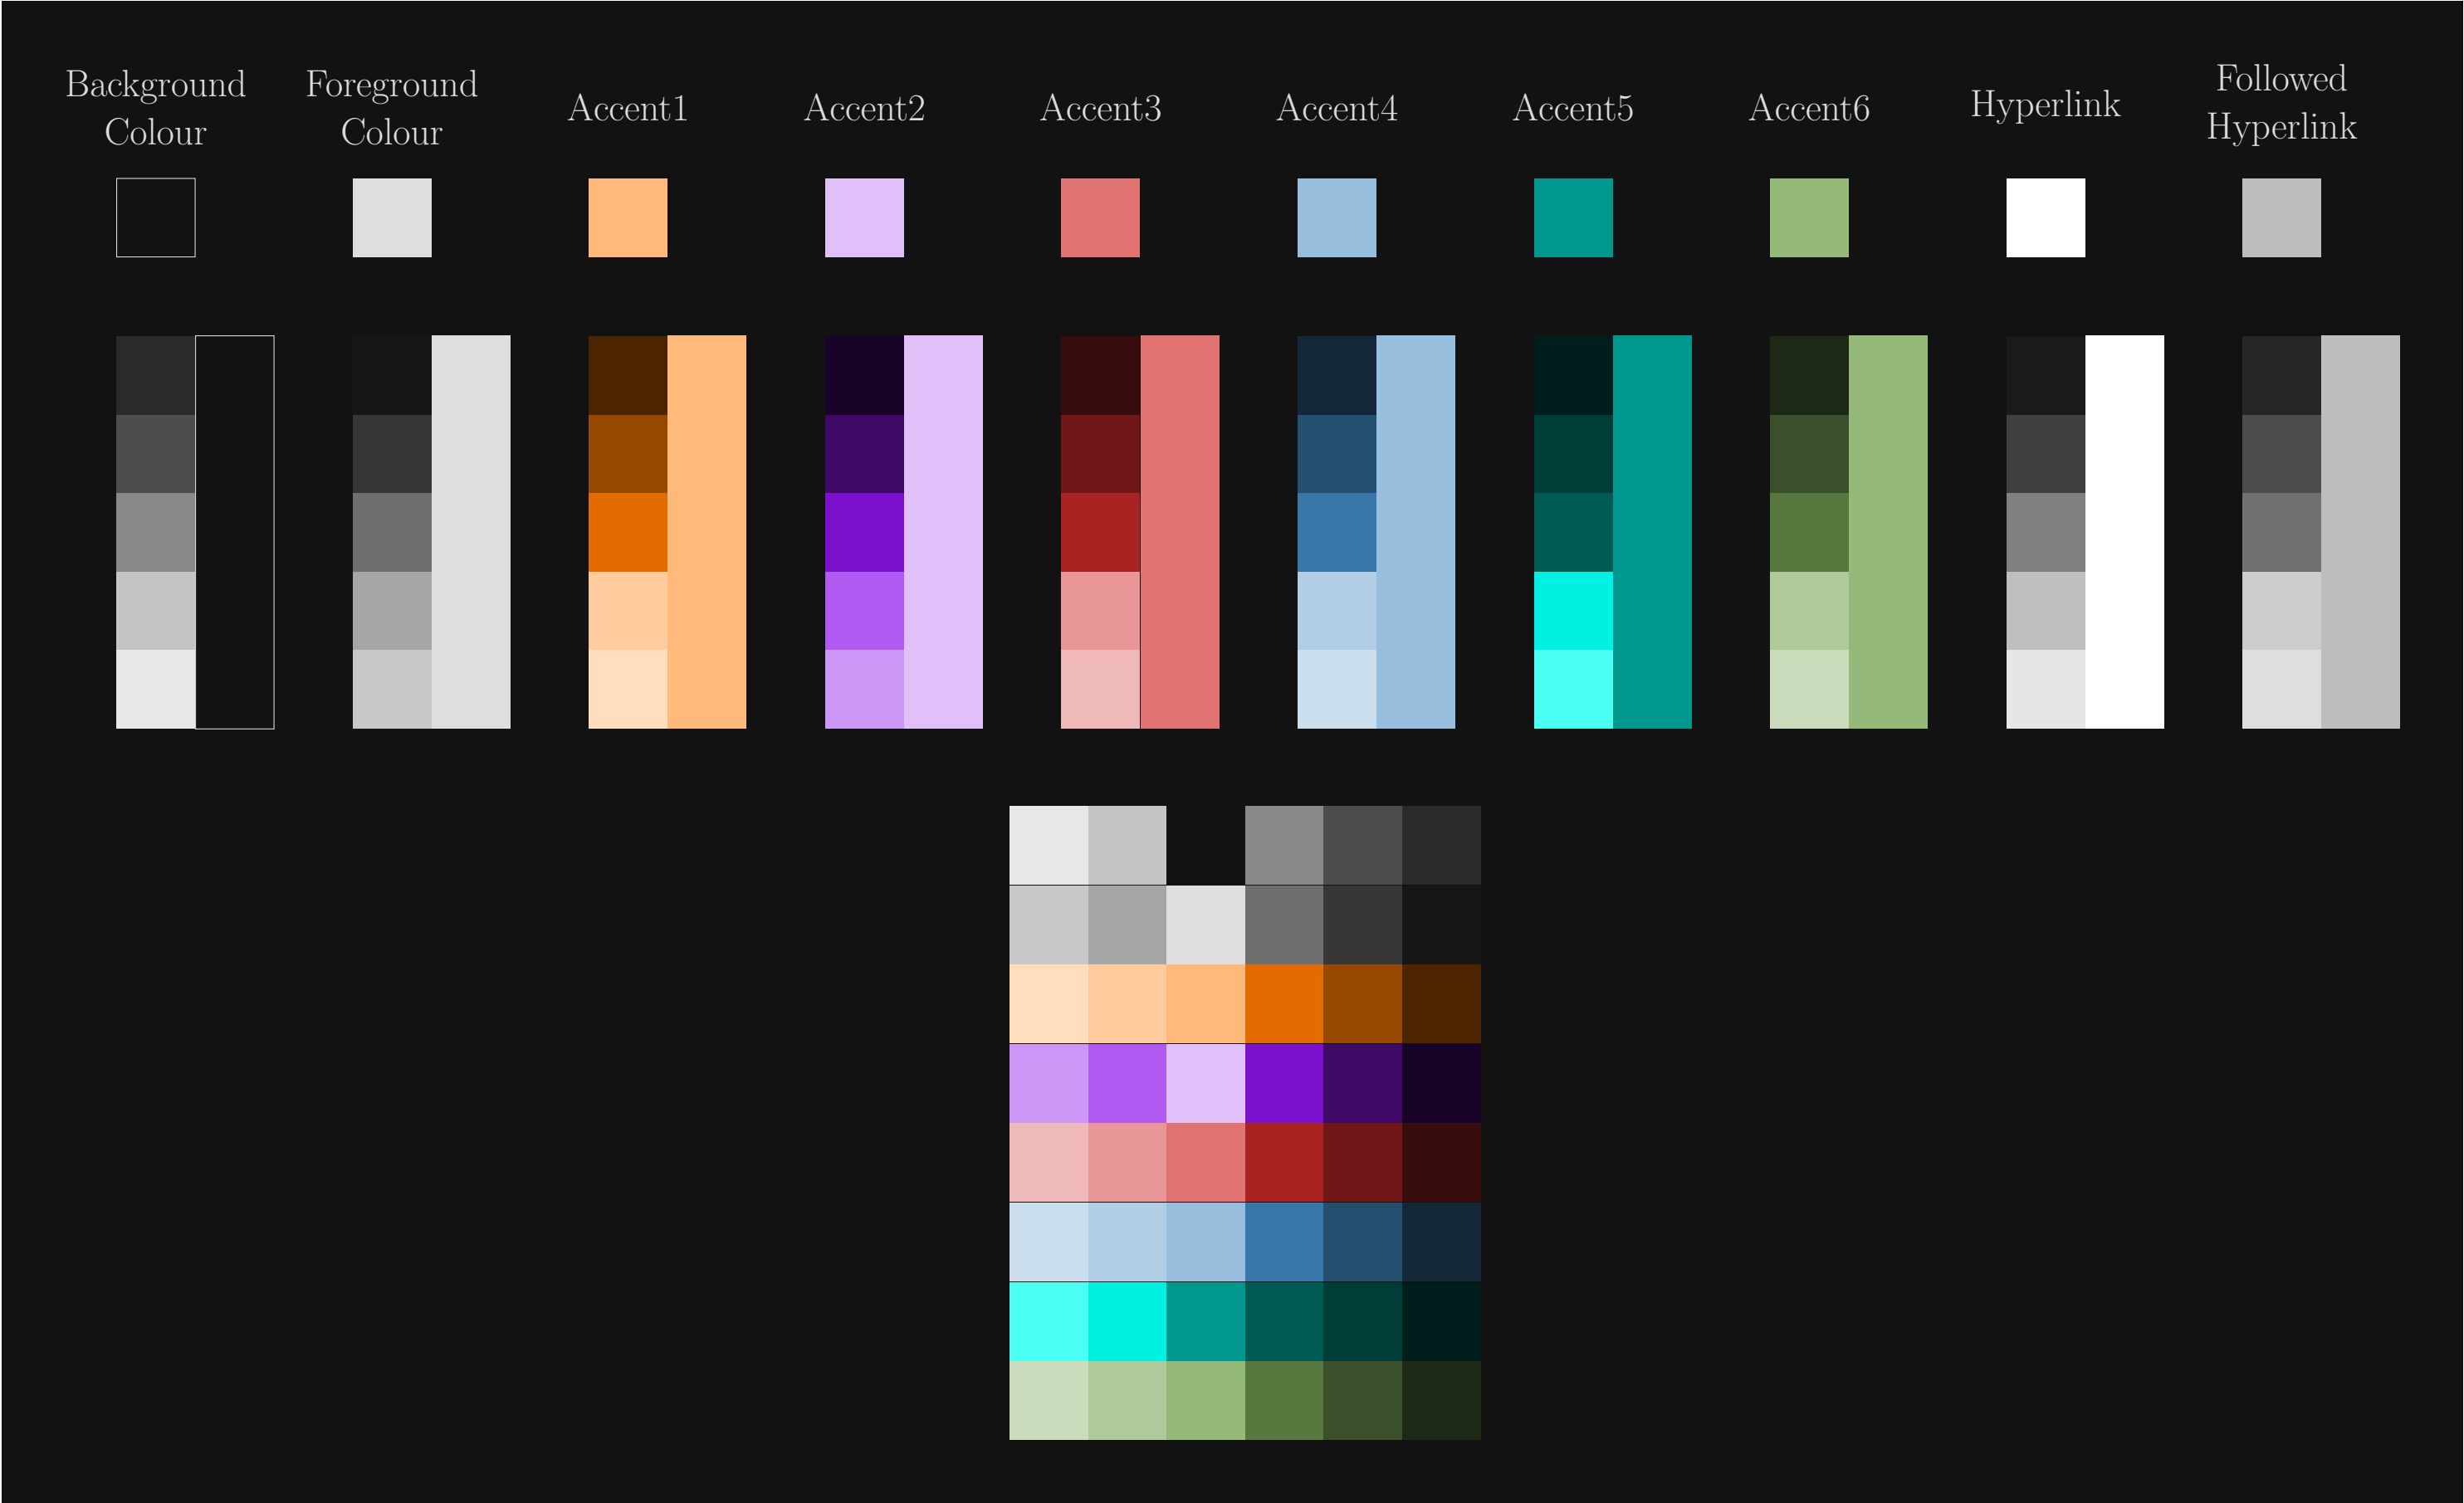 Background
Colour
Foreground
Colour
Accent1
Accent2
Accent3
Accent4
Accent5
Accent6
Hyperlink
Followed
Hyperlink